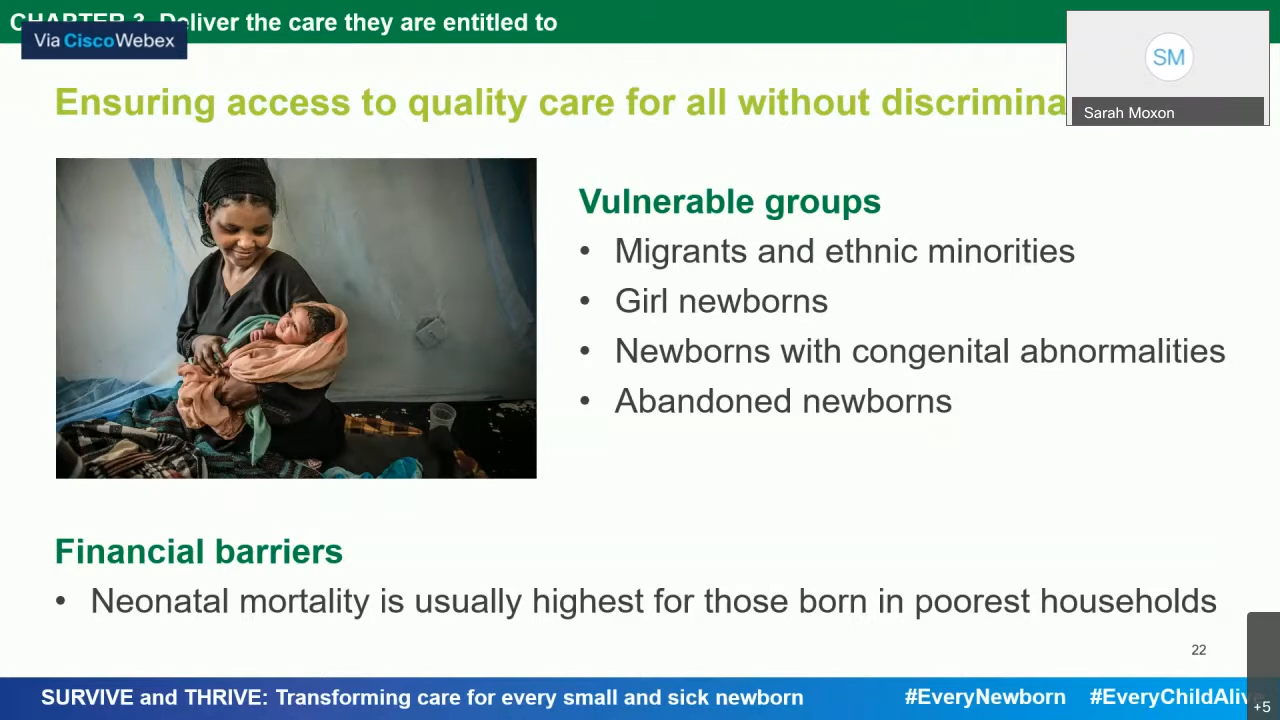 CHAPTER 3. Deliver the care they are entitled to
Via CiscoWebex
SM
Sarah Moxon
Ensuring access to quality care for all without discrimina
Vulnerable groups
• Migrants and ethnic minorities
• Girl newborns
• Newborns with congenital abnormalities
• Abandoned newborns
Financial barriers
• Neonatal mortality is usually highest for those born in poorest households
22
SURVIVE and THRIVE: Transforming care for every small and sick newborn
#EveryNewborn #EveryChildAlive
+5